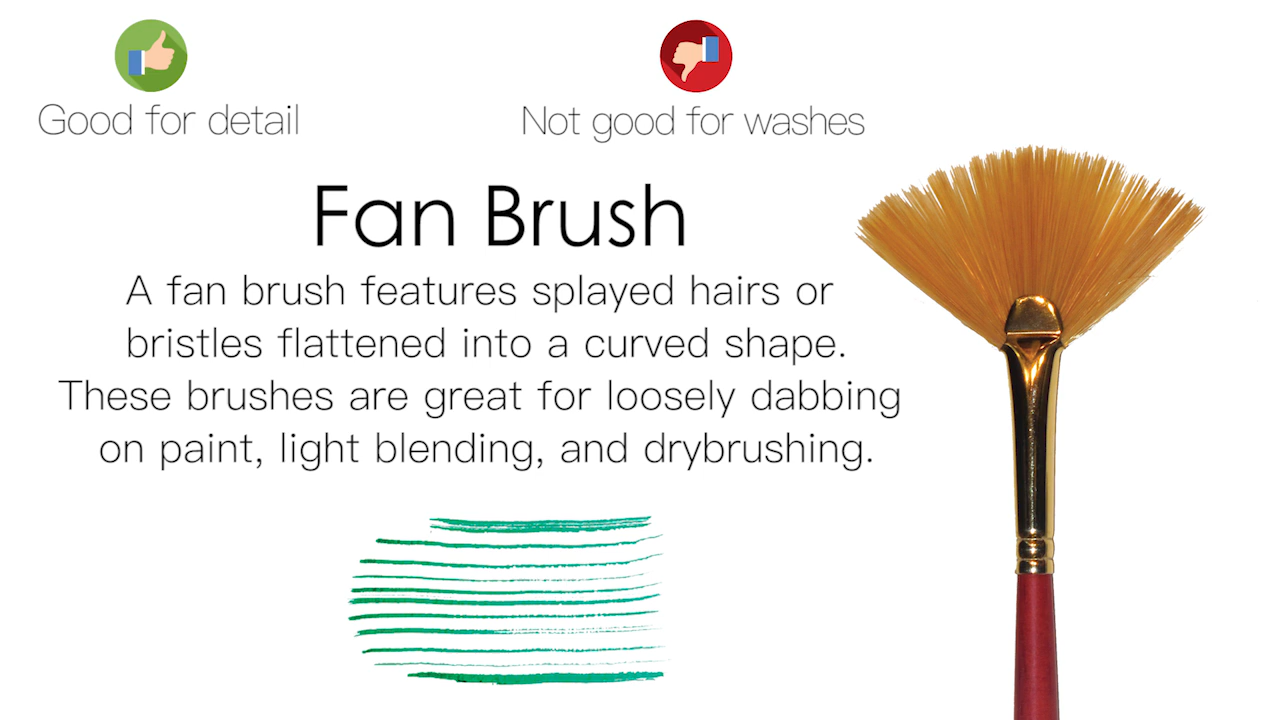 Good for detail
Not good for washes
Fan Brush
A fan brush features splayed hairs or
bristles flattened into a curved shape.
These brushes are great for loosely dabbing
on paint, light blending, and drybrushing.